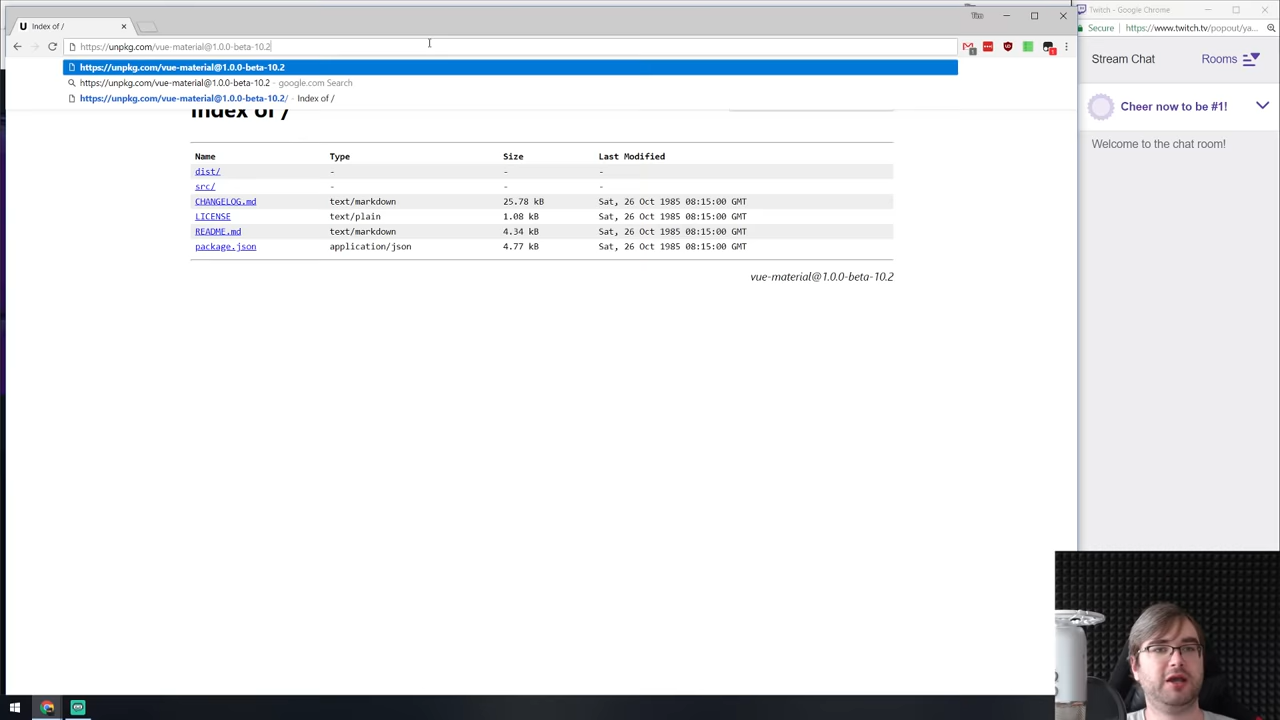 Index of /
Tim
Twitch - Google Chrome
https://unpkg.com/vue-material@1.0.0-beta-10.2
Secure https://www.twitch.tv/popout/ya...
https://unpkg.com/vue-material@1.0.0-beta-10.2
https://unpkg.com/vue-material@1.0.0-beta-10.2 - google.com Search
https://unpkg.com/vue-material@1.0.0-beta-10.2/ - Index of /
Stream Chat
Rooms
Cheer now to be #1!
Welcome to the chat room!
Index of /
Name Type Size Last Modified
dist/ - - -
src/ - - -
CHANGELOG.md text/markdown 25.78 kB Sat, 26 Oct 1985 08:15:00 GMT
LICENSE text/plain 1.08 kB Sat, 26 Oct 1985 08:15:00 GMT
README.md text/markdown 4.34 kB Sat, 26 Oct 1985 08:15:00 GMT
package.json application/json 4.77 kB Sat, 26 Oct 1985 08:15:00 GMT
vue-material@1.0.0-beta-10.2